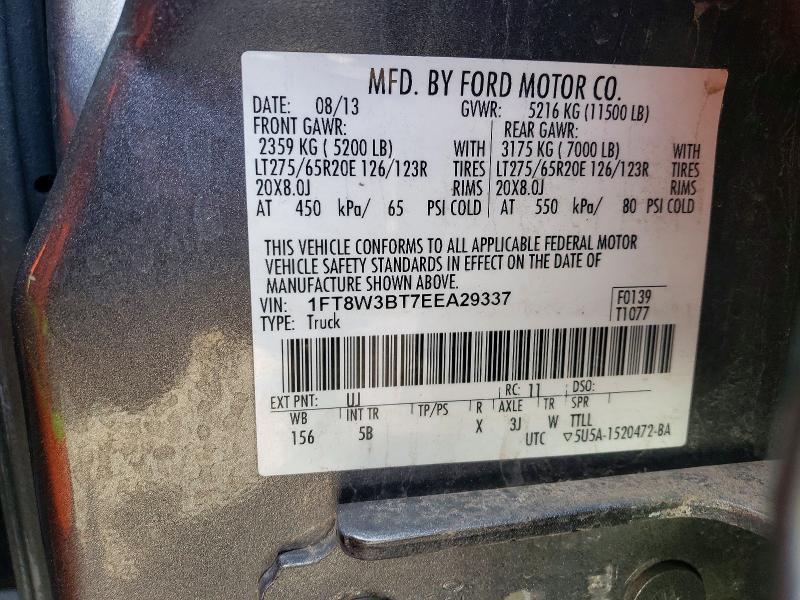 MFD. BY FORD MOTOR CO.
DATE: 08/13 GVWR: 5216 KG (11500 LB)
FRONT GAWR: REAR GAWR:
2359 KG ( 5200 LB) WITH 3175 KG ( 7000 LB) WITH
LT275/65R20E 126/123R TIRES LT275/65R20E 126/123R TIRES
20X8.0J RIMS 20X8.0J RIMS
AT 450 kPa/ 65 PSI COLD AT 550 kPa/ 80 PSI COLD
THIS VEHICLE CONFORMS TO ALL APPLICABLE FEDERAL MOTOR
VEHICLE SAFETY STANDARDS IN EFFECT ON THE DATE OF
MANUFACTURE SHOWN ABOVE.
VIN: 1FT8W3BT7EEA29337 F0139
TYPE: Truck T1077
EXT PNT: UJ RC: 11 DSO:
WB INT TR TP/PS R AXLE TR SPR
156 5B X 3J W TTLL
UTC ▽5U5A-1520472-BA